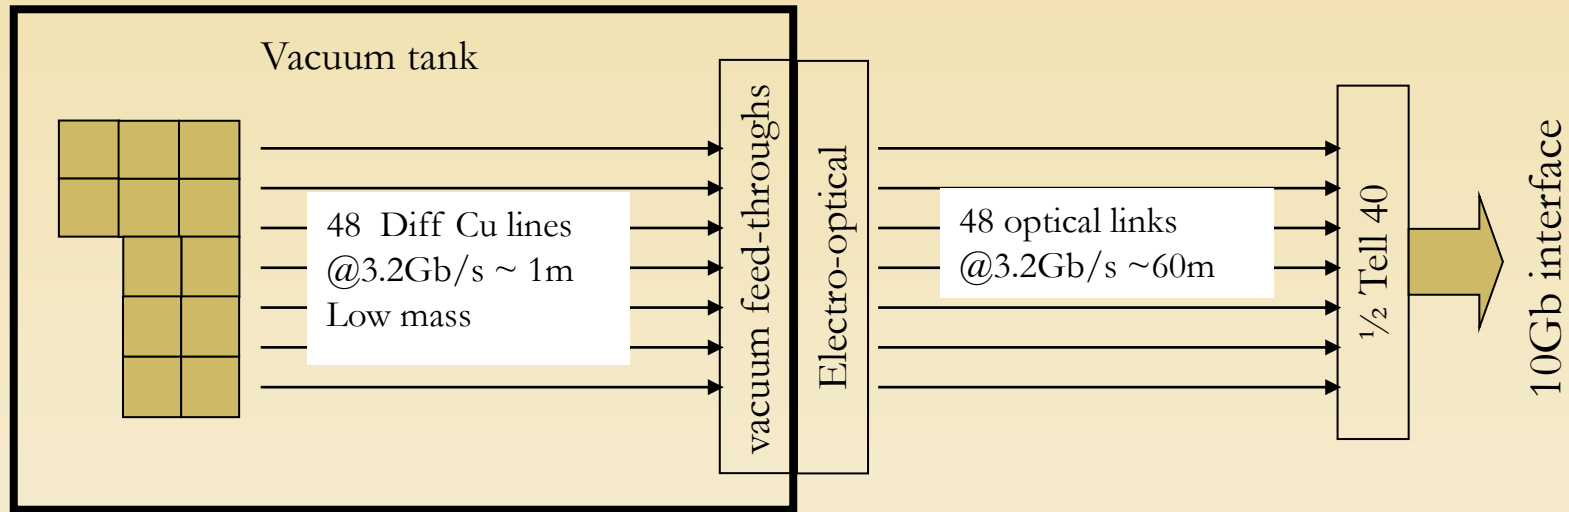 Vacuum tank
48  Diff Cu lines
@3.2Gb/s ~ 1m
Low mass
vacuum feed-throughs
Electro-optical
48 optical links
@3.2Gb/s ~60m
½ Tell 40
10Gb interface